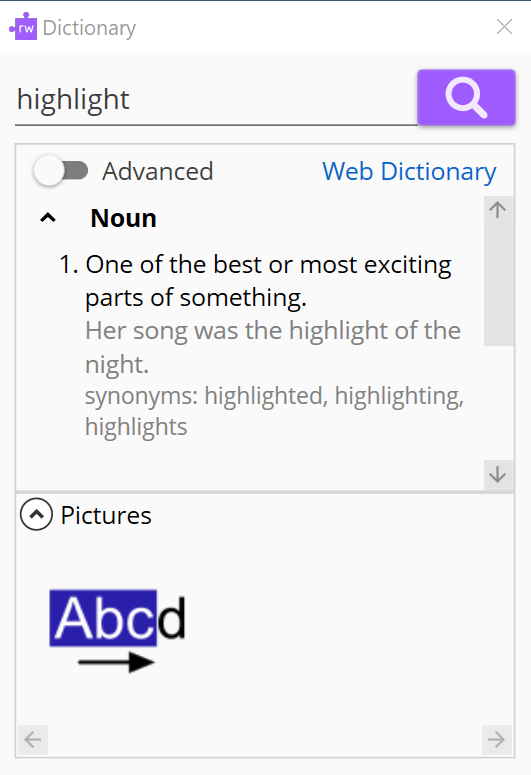 rw Dictionary
highlight
Advanced Web Dictionary
Noun
1. One of the best or most exciting
parts of something.
Her song was the highlight of the
night.
synonyms: highlighted, highlighting,
highlights
Pictures
Abcd